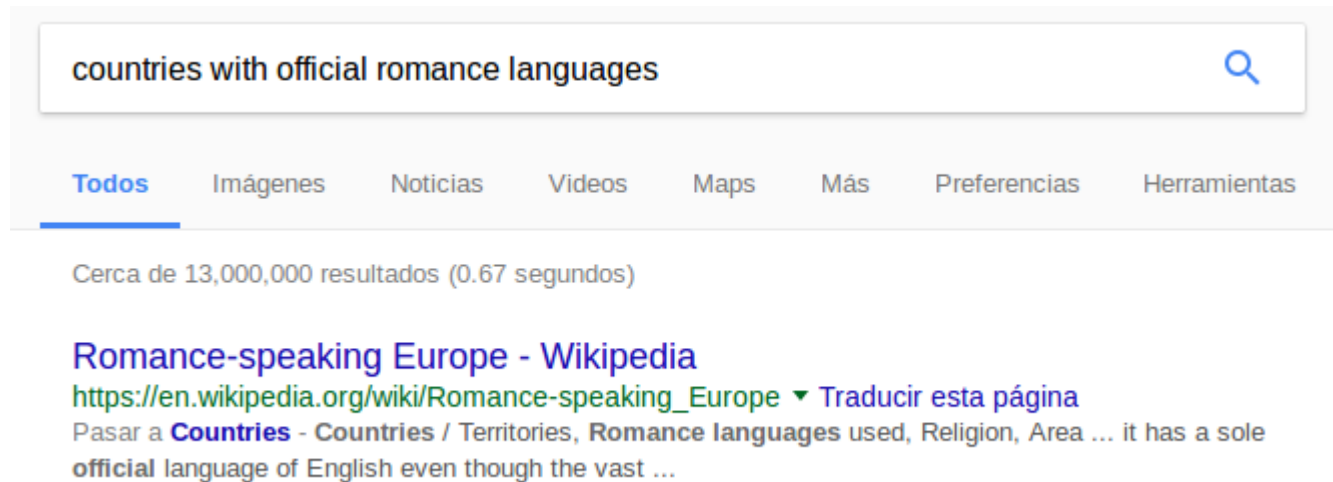 countries with official romance languages
Todos Imágenes Noticias Videos Maps Más Preferencias Herramientas
Cerca de 13,000,000 resultados (0.67 segundos)
Romance-speaking Europe - Wikipedia
https://en.wikipedia.org/wiki/Romance-speaking_Europe ▾ Traducir esta página
Pasar a Countries - Countries / Territories, Romance languages used, Religion, Area ... it has a sole
official language of English even though the vast ...